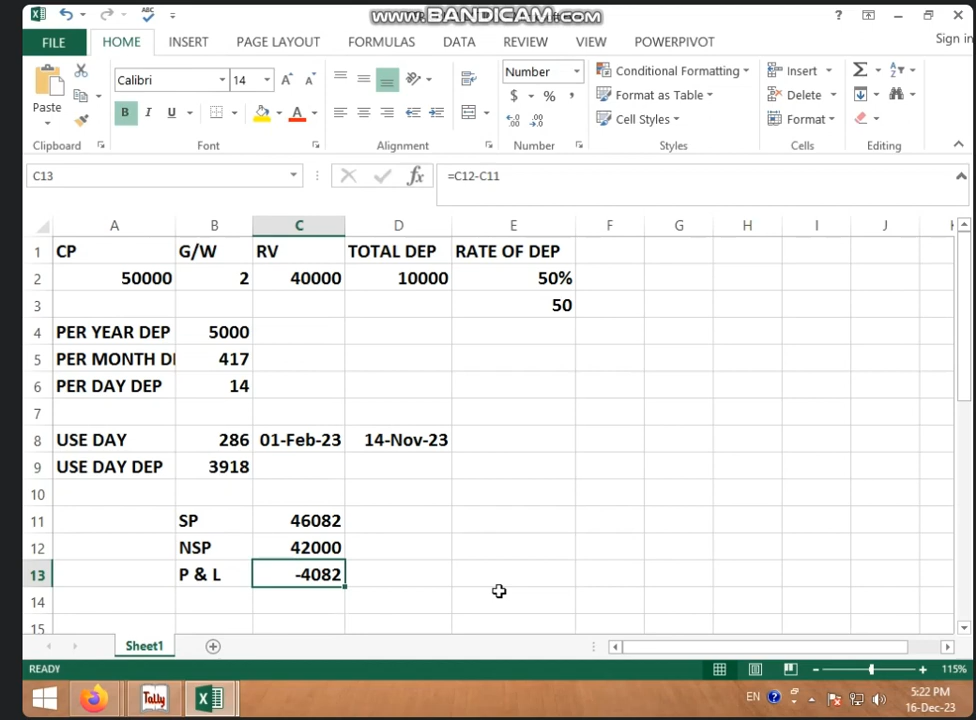 WWW.BANDICAM.COM
FILE HOME INSERT PAGE LAYOUT FORMULAS DATA REVIEW VIEW POWERPIVOT Sign in
Paste Calibri 14 B I U A Number $ % , Conditional Formatting Format as Table Cell Styles Insert Delete Format
Clipboard Font Alignment Number Styles Cells Editing
C13 fx =C12-C11
A B C D E F G H I J
1 CP G/W RV TOTAL DEP RATE OF DEP
2 50000 2 40000 10000 50%
3 50
4 PER YEAR DEP 5000
5 PER MONTH DE 417
6 PER DAY DEP 14
7
8 USE DAY 286 01-Feb-23 14-Nov-23
9 USE DAY DEP 3918
10
11 SP 46082
12 NSP 42000
13 P & L -4082
14
15
Sheet1
READY 115%
Tally EN 5:22 PM
16-Dec-23